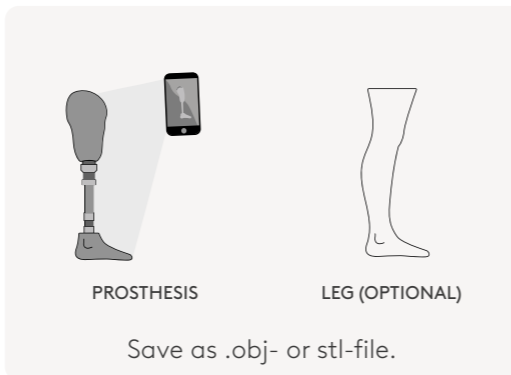 PROSTHESIS LEG (OPTIONAL)
Save as .obj- or stl-file.